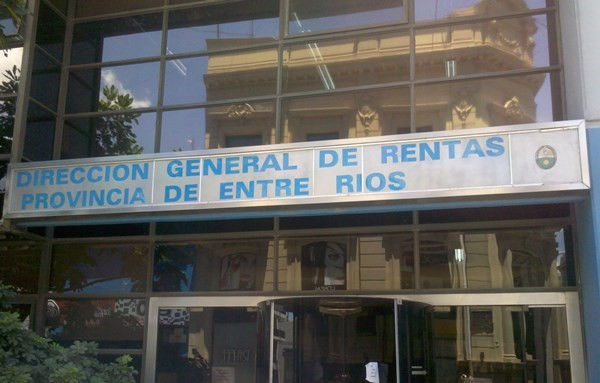 DIRECCION GENERAL DE RENTAS
PROVINCIA DE ENTRE RIOS